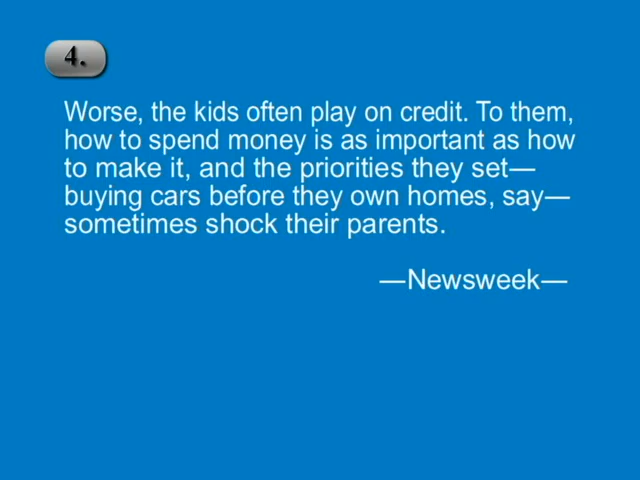 4.
Worse, the kids often play on credit. To them,
how to spend money is as important as how
to make it, and the priorities they set—
buying cars before they own homes, say—
sometimes shock their parents.
—Newsweek—